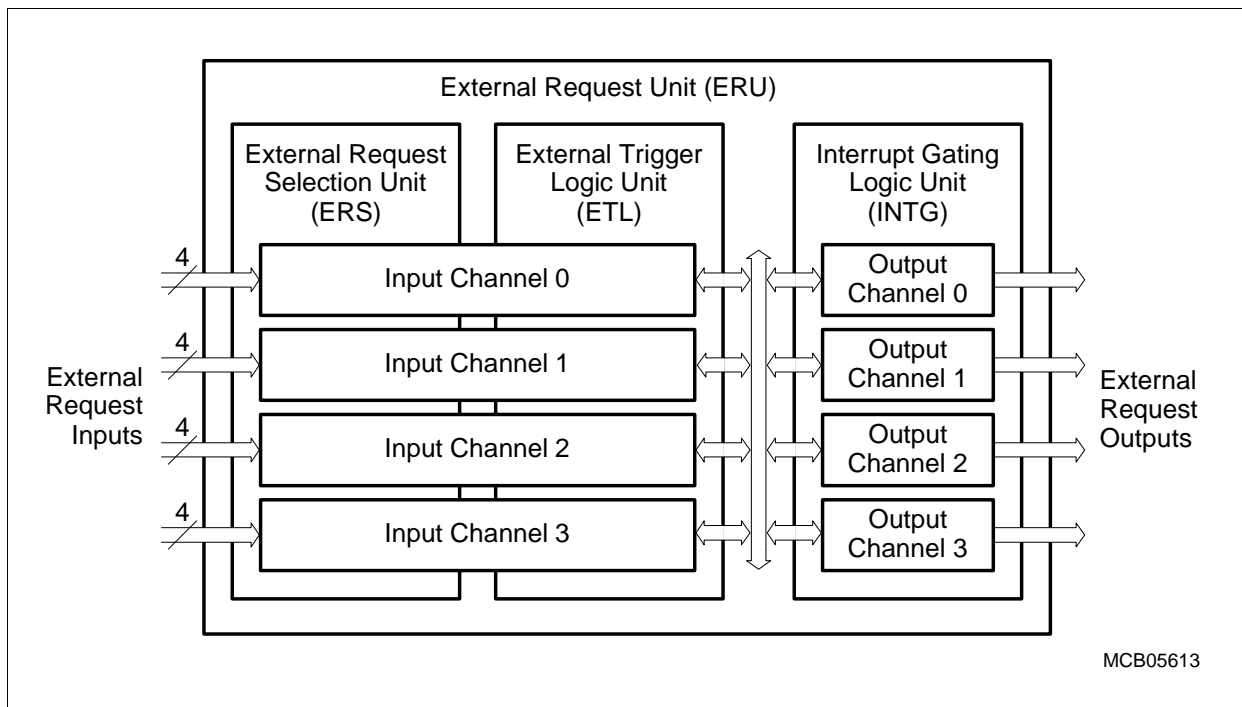 External Request Unit (ERU)
External Request
Selection Unit
(ERS)
External Trigger
Logic Unit
(ETL)
Interrupt Gating
Logic Unit
(INTG)
4
Input Channel 0
Output
Channel 0
4
Input Channel 1
Output
Channel 1
External
Request
Inputs
External
Request
Outputs
4
Input Channel 2
Output
Channel 2
4
Input Channel 3
Output
Channel 3
MCB05613